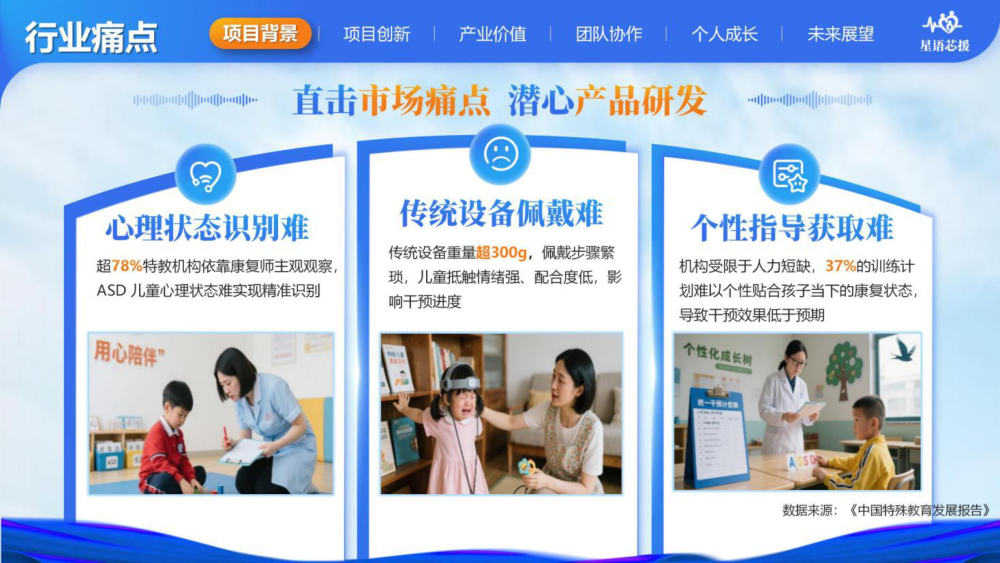 行业痛点
项目背景
项目创新
产业价值
团队协作
个人成长
未来展望
星语芯援
直击市场痛点 潜心产品研发
心理状态识别难
超78%特教机构依靠康复师主观观察，
ASD 儿童心理状态难实现精准识别
用心陪伴”
传统设备佩戴难
传统设备重量超300g，佩戴步骤繁
琐，儿童抵触情绪强、配合度低，影
响干预进度
个性指导获取难
机构受限于人力短缺，37%的训练计
划难以个性贴合孩子当下的康复状态，
导致干预效果低于预期
个性化成长树
统一干预计划表
ASSD
数据来源：《中国特殊教育发展报告》